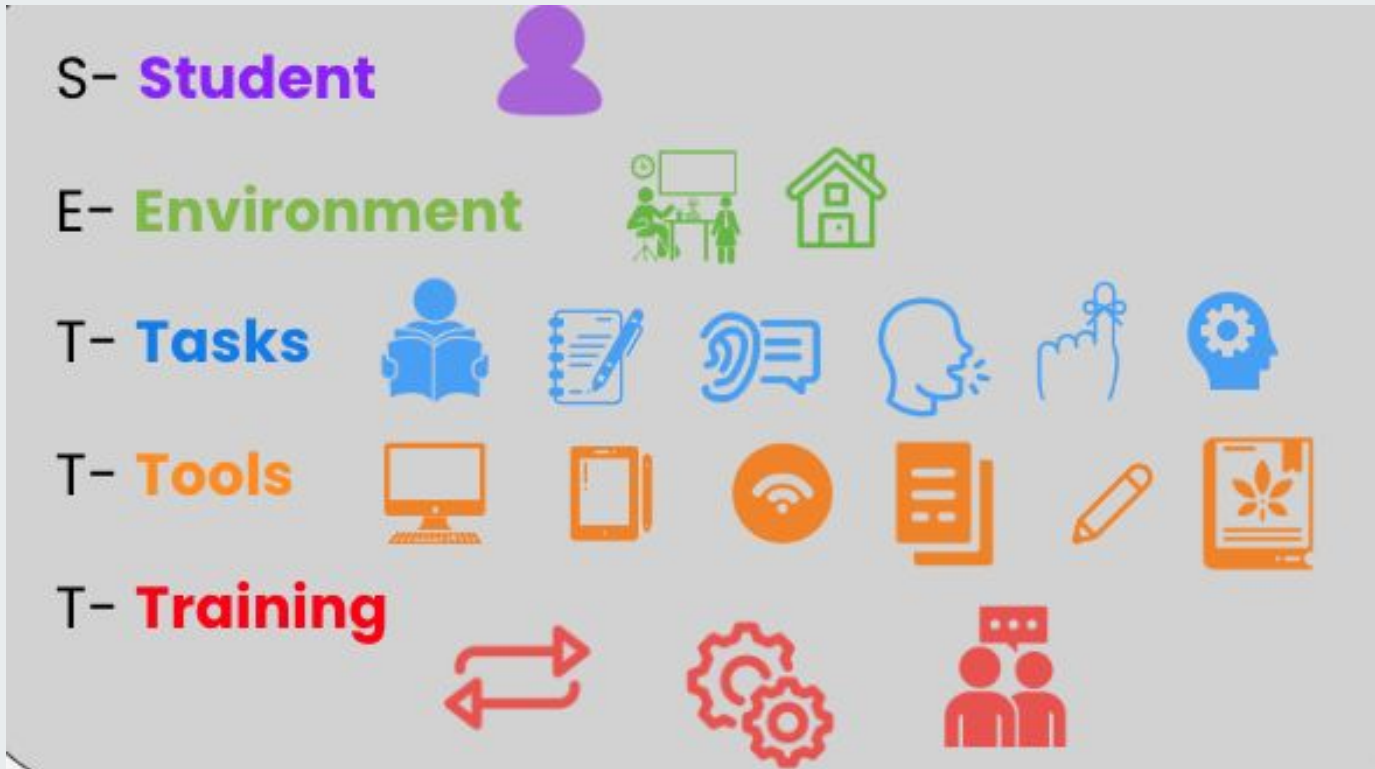 S- Student
E- Environment
T- Tasks
T- Tools
T- Training